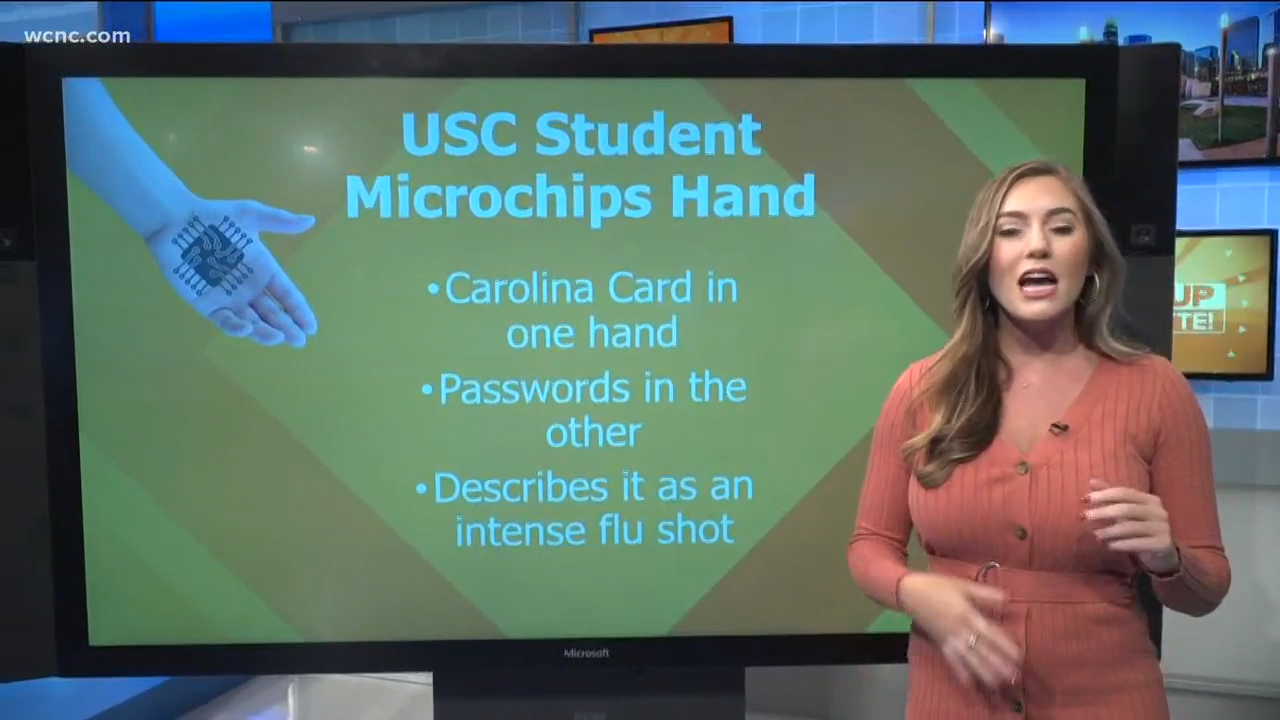 wcnc.com
USC Student
Microchips Hand
•Carolina Card in
one hand
•Passwords in the
other
•Describes it as an
intense flu shot
UP
TE!
Microsoft